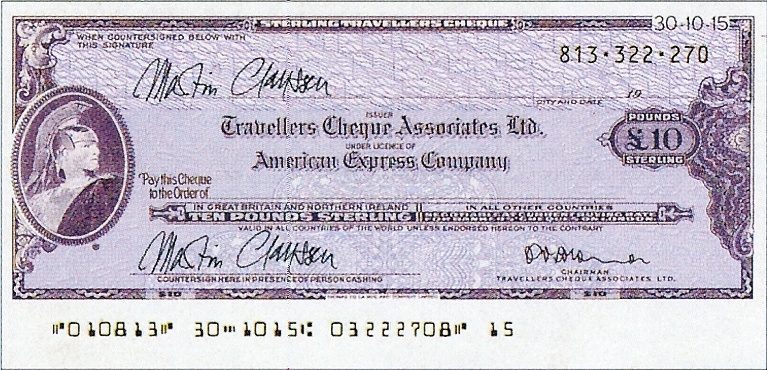 STERLING TRAVELLERS CHEQUE
30-10-15
WHEN COUNTERSIGNED BELOW WITH
THIS SIGNATURE
813·322·270
19
CITY AND DATE
ISSUER
Travellers Cheque Associates Ltd.
UNDER LICENCE OF
American Express Company
POUNDS
£10
STERLING
Pay this Cheque
to the Order of
IN GREAT BRITAIN AND NORTHERN IRELAND
TEN POUNDS STERLING
IN ALL OTHER COUNTRIES
VALID IN ALL COUNTRIES OF THE WORLD UNLESS ENDORSED HEREON TO THE CONTRARY
COUNTERSIGN HERE IN PRESENCE OF PERSON CASHING
CHAIRMAN
TRAVELLERS CHEQUE ASSOCIATES, LTD.
£10
£10
⑈010813⑈ 30⑉1015⑆ 03222708⑈ 15